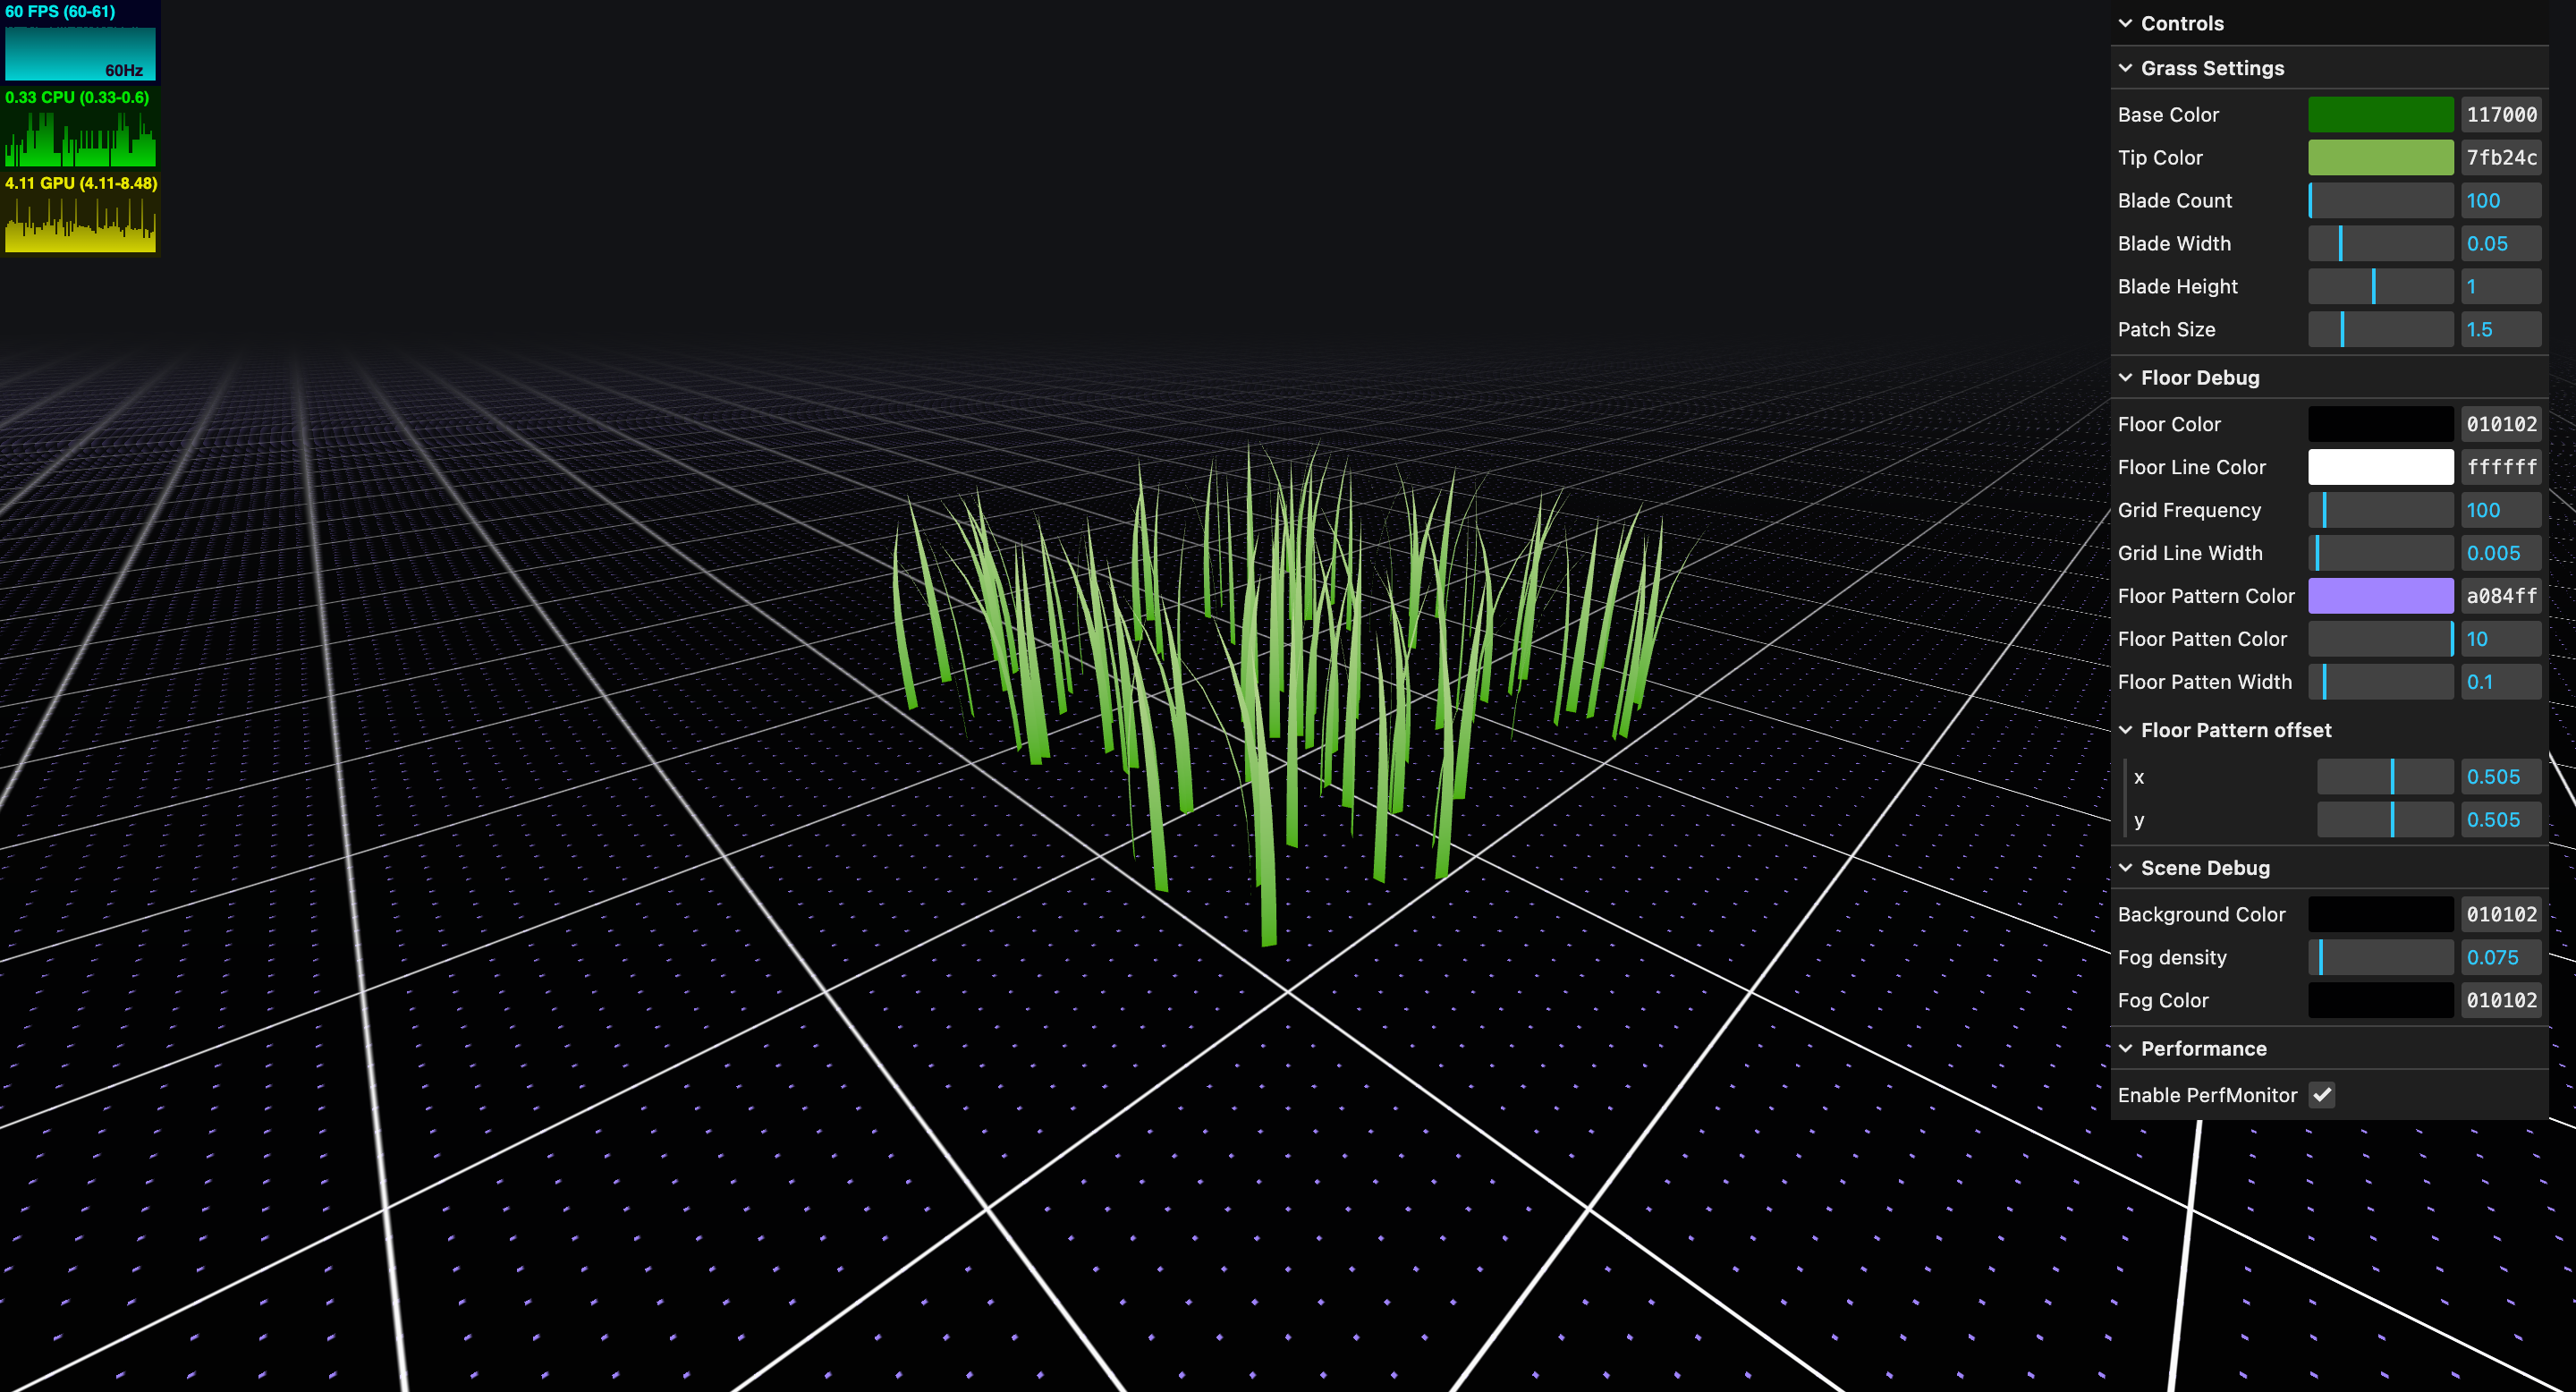 60 FPS (60-61)
60Hz
0.33 CPU (0.33-0.6)
4.11 GPU (4.11-8.48)
Controls
Grass Settings
Base Color 117000
Tip Color 7fb24c
Blade Count 100
Blade Width 0.05
Blade Height 1
Patch Size 1.5
Floor Debug
Floor Color 010102
Floor Line Color ffffff
Grid Frequency 100
Grid Line Width 0.005
Floor Pattern Color a084ff
Floor Patten Color 10
Floor Patten Width 0.1
Floor Pattern offset
x 0.505
y 0.505
Scene Debug
Background Color 010102
Fog density 0.075
Fog Color 010102
Performance
Enable PerfMonitor